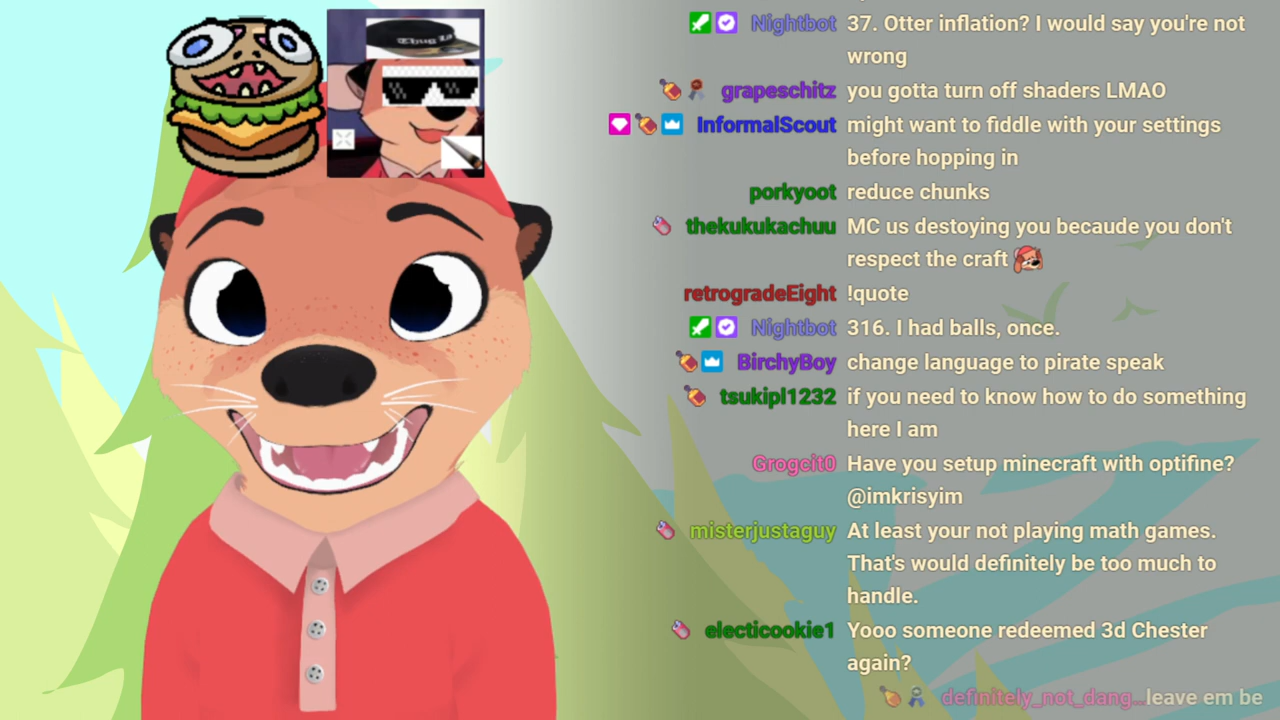 Thug Li
Nightbot 37. Otter inflation? I would say you're not
wrong
grapeschitz you gotta turn off shaders LMAO
InformalScout might want to fiddle with your settings
before hopping in
porkyoot reduce chunks
thekukukachuu MC us destoying you becaude you don't
respect the craft
retrogradeEight !quote
Nightbot 316. I had balls, once.
BirchyBoy change language to pirate speak
tsukipl1232 if you need to know how to do something
here I am
Grogcit0 Have you setup minecraft with optifine?
@imkrisyim
misterjustaguy At least your not playing math games.
That's would definitely be too much to
handle.
electicookie1 Yooo someone redeemed 3d Chester
again?
definitely_not_dang...leave em be